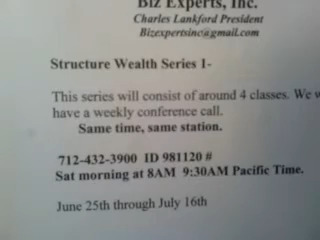 Biz Experts, Inc.
Charles Lankford President
Bizexpertsinc@gmail.com
Structure Wealth Series I-
This series will consist of around 4 classes. We
have a weekly conference call.
Same time, same station.
712-432-3900 ID 981120 #
Sat morning at 8AM 9:30AM Pacific Time.
June 25th through July 16th